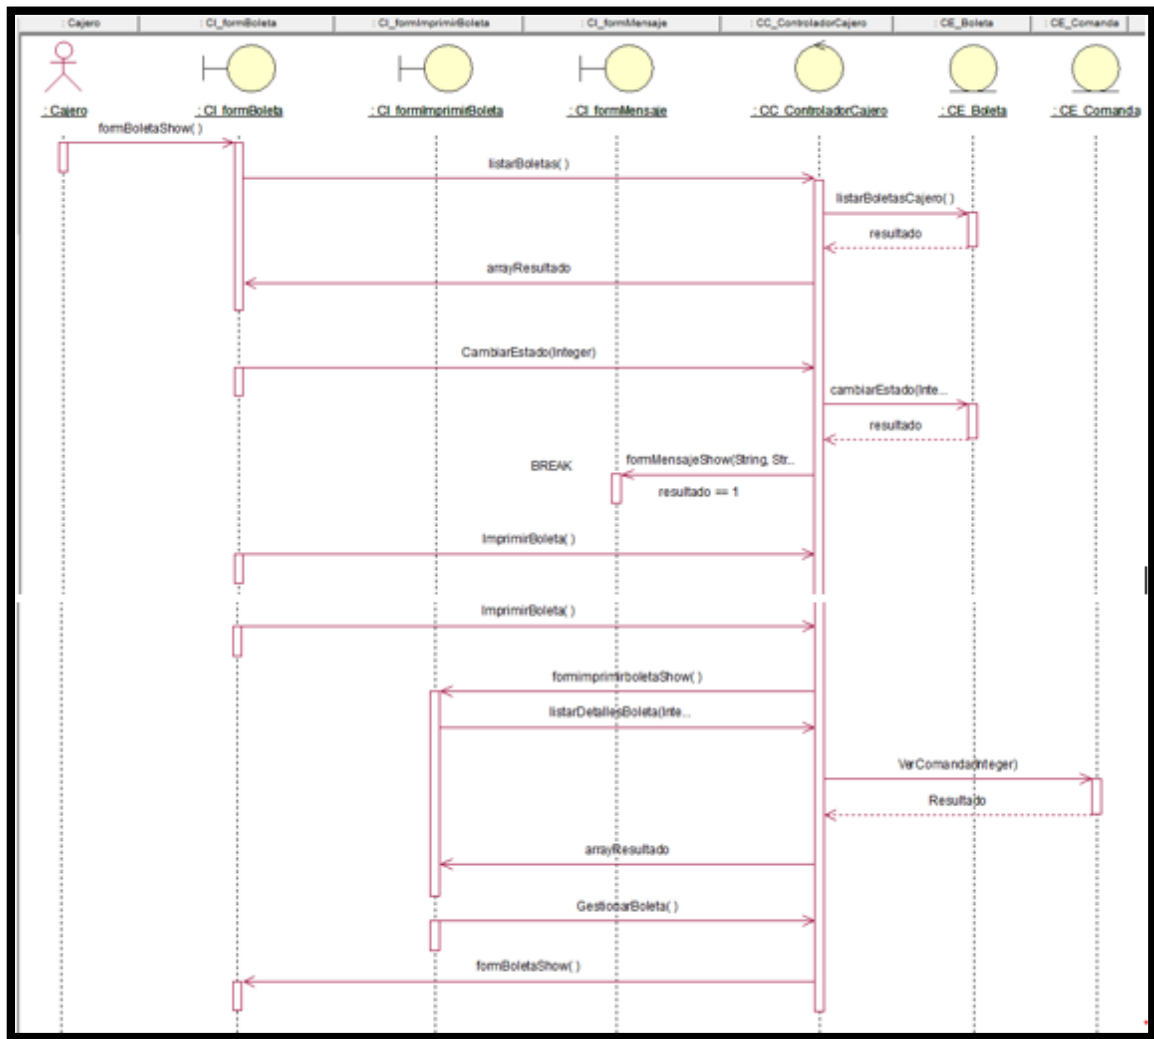 : Cajero
: CI_formBoleta
: CI_formImprimirBoleta
: CI_formMensaje
: CC_ControladorCajero
: CE_Boleta
: CE_Comanda
: Cajero
: CI_formBoleta
: CI_formImprimirBoleta
: CI_formMensaje
: CC_ControladorCajero
: CE_Boleta
: CE_Comanda
formBoletaShow( )
listarBoletas( )
listarBoletasCajero( )
resultado
arrayResultado
CambiarEstado(Integer)
cambiarEstado(Inte...
resultado
formMensajeShow(String, Str...
BREAK
resultado == 1
ImprimirBoleta( )
ImprimirBoleta( )
formimprimirboletaShow( )
listarDetallesBoleta(Inte...
VerComanda(Integer)
Resultado
arrayResultado
GestionarBoleta( )
formBoletaShow( )